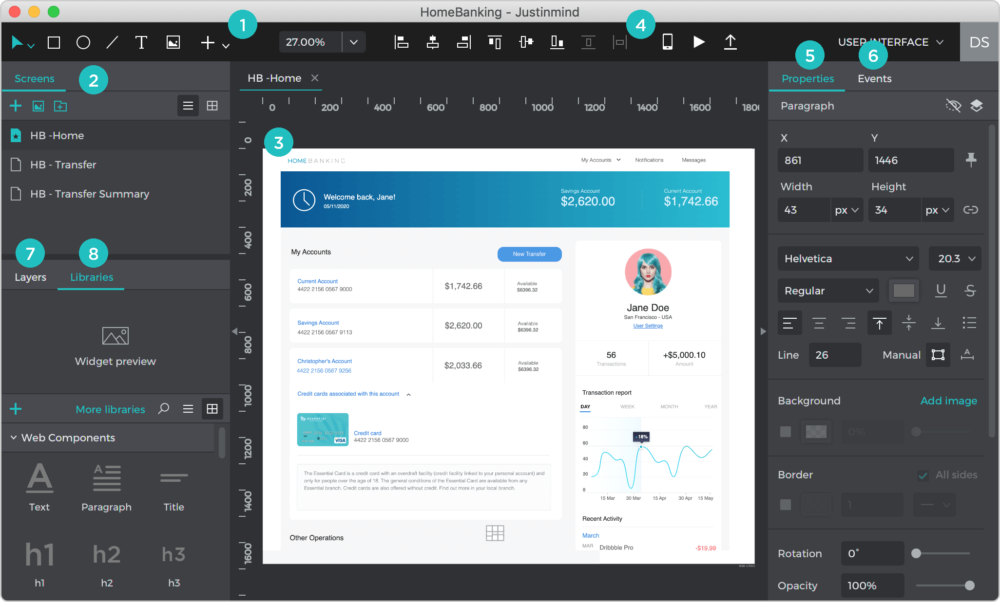 HomeBanking - Justinmind
1
4
T
27.00%
USER INTERFACE
DS
5
6
Screens
2
HB -Home
Properties
Events
Paragraph
0 200 400 600 800 1000 1200 1400 1600 1800
HB -Home
HB - Transfer
HB - Transfer Summary
X
Y
861
1446
Width
Height
43
px
34
px
7
8
Layers
Libraries
Widget preview
More libraries
Web Components
A
Text
A
Paragraph
Title
h1
h2
h3
h1
h2
h3
0
200
400
600
800
1000
1200
1400
1600
3
HOMEBANKING
My Accounts
Notifications
Messages
Welcome back, Jane!
05/11/2020
Savings Account
$2,620.00
Current Account
$1,742.66
My Accounts
New Transfer
Current Account
4422 2156 0567 9000
$1,742.66
Available
$6396.32
Savings Account
4422 2156 0567 9113
$2,620.00
Available
$6396.32
Christopher's Account
4422 2156 0567 9256
$2,033.66
Available
$6396.32
Credit cards associated with this account
essential
VISA
Credit card
4422 2156 0567 9000
The Essential Card is a credit card with an overdraft facility (credit facility linked to your personal account) and
only for people over the age of 18. The general conditions of the Essential Card are available from any
Essential branch. Credit cards are also offered without credit. Find out more in your local branch.
Other Operations
Jane Doe
San Francisco - USA
User Settings
56
Transactions
+$5,000.10
Amount
Transaction report
DAY
WEEK
MONTH
YEAR
80
60
40
20
0
18%
15 Mar
30 Mar
15 Apr
30 Apr
15 May
Recent Activity
March
MAR
Dribbble Pro
-$19.99
1869 x1580
Helvetica
20.3
Regular
U
S
Line
26
Manual
A
Background
Add image
0%
Border
All sides
1
Rotation
0°
Opacity
100%